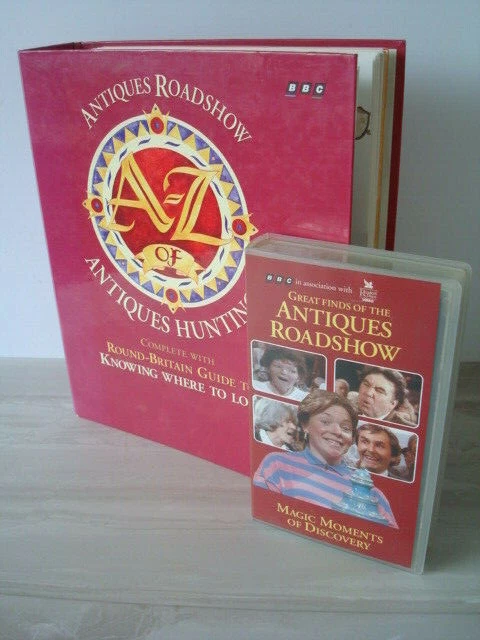 ANTIQUES ROADSHOW
BBC
A-Z
OF
ANTIQUES HUNTING
COMPLETE WITH
ROUND-BRITAIN GUIDE T
KNOWING WHERE TO LO
BBC in association with
GREAT FINDS OF THE
ANTIQUES
ROADSHOW
MAGIC MOMENTS
OF DISCOVERY